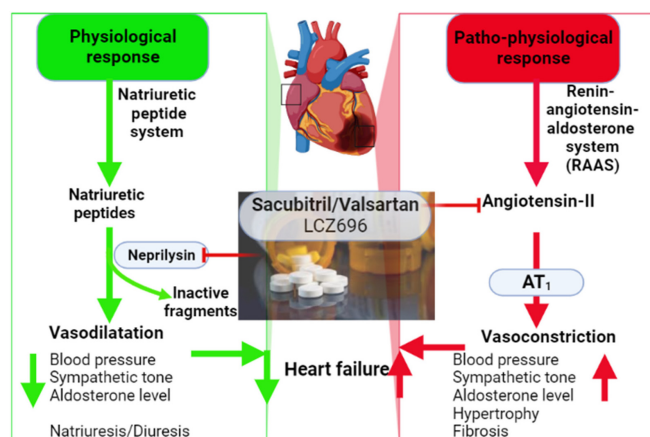 Physiological
response
Natriuretic
peptide
system
Natriuretic
peptides
Neprilysin
Inactive
fragments
Vasodilatation
Blood pressure
Sympathetic tone
Aldosterone level
Natriuresis/Diuresis
Sacubitril/Valsartan
LCZ696
Heart failure
Patho-physiological
response
Renin-
angiotensin-
aldosterone
system
(RAAS)
Angiotensin-II
AT₁
Vasoconstriction
Blood pressure
Sympathetic tone
Aldosterone level
Hypertrophy
Fibrosis